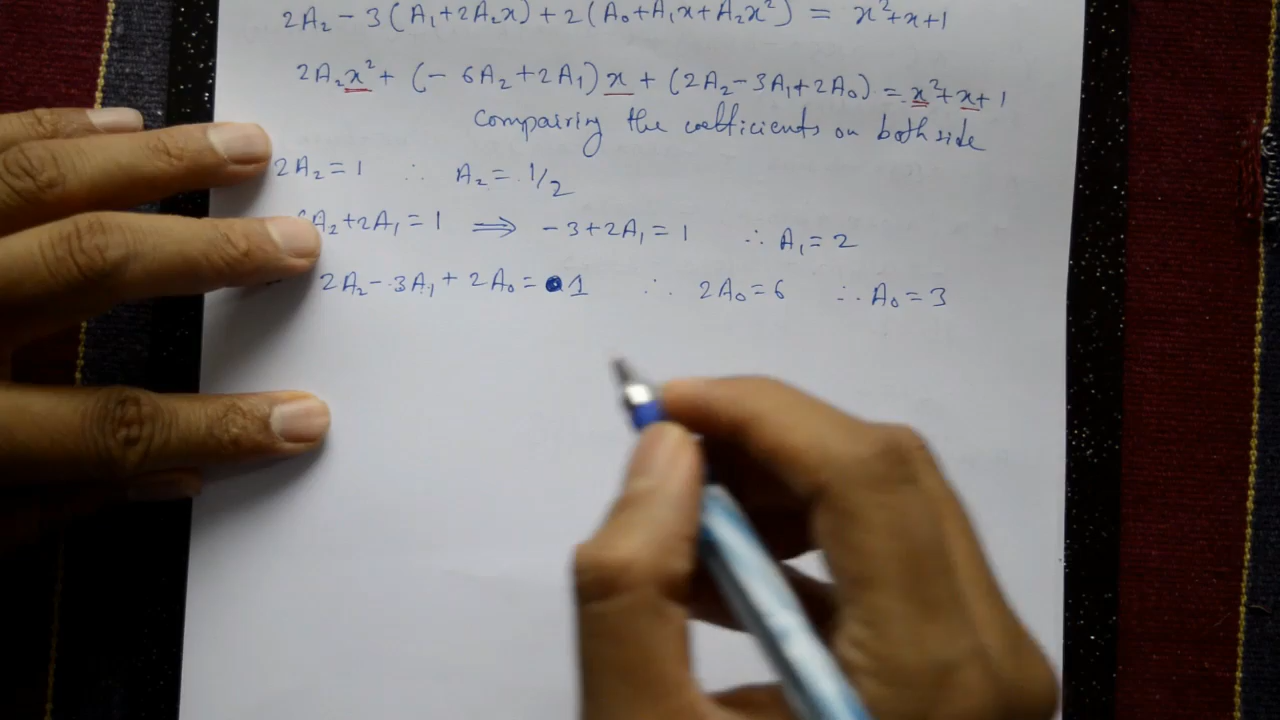 2A₂ − 3(A₁+2A₂x) + 2(A₀+A₁x+A₂x²) = x²+x+1
2A₂x² + (−6A₂+2A₁)x + (2A₂−3A₁+2A₀) = x²+x+1
compairing the coefficients on both side
2A₂ = 1 ∴ A₂ = 1/2
6A₂+2A₁ = 1 ⟹ −3+2A₁ = 1 ∴ A₁ = 2
2A₂−3A₁+2A₀ = 1 ∴ 2A₀ = 6 ∴ A₀ = 3